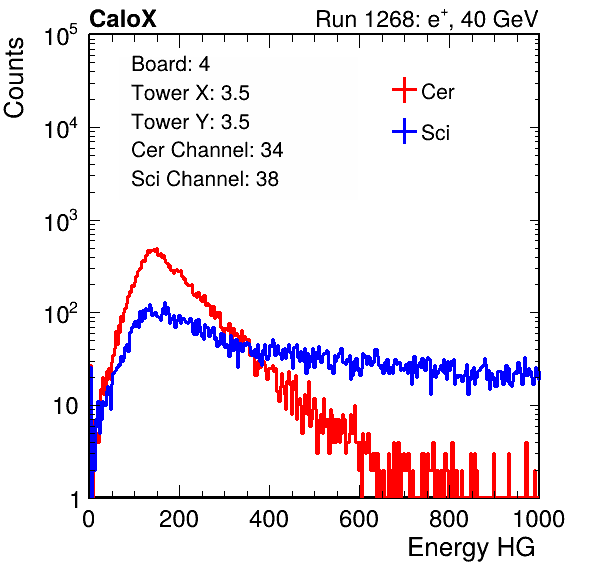 CaloX Run 1268: e⁺, 40 GeV
Counts
Board: 4
Tower X: 3.5
Tower Y: 3.5
Cer Channel: 34
Sci Channel: 38
Cer
Sci
10⁵
10⁴
10³
10²
10
1
0 200 400 600 800 1000
Energy HG